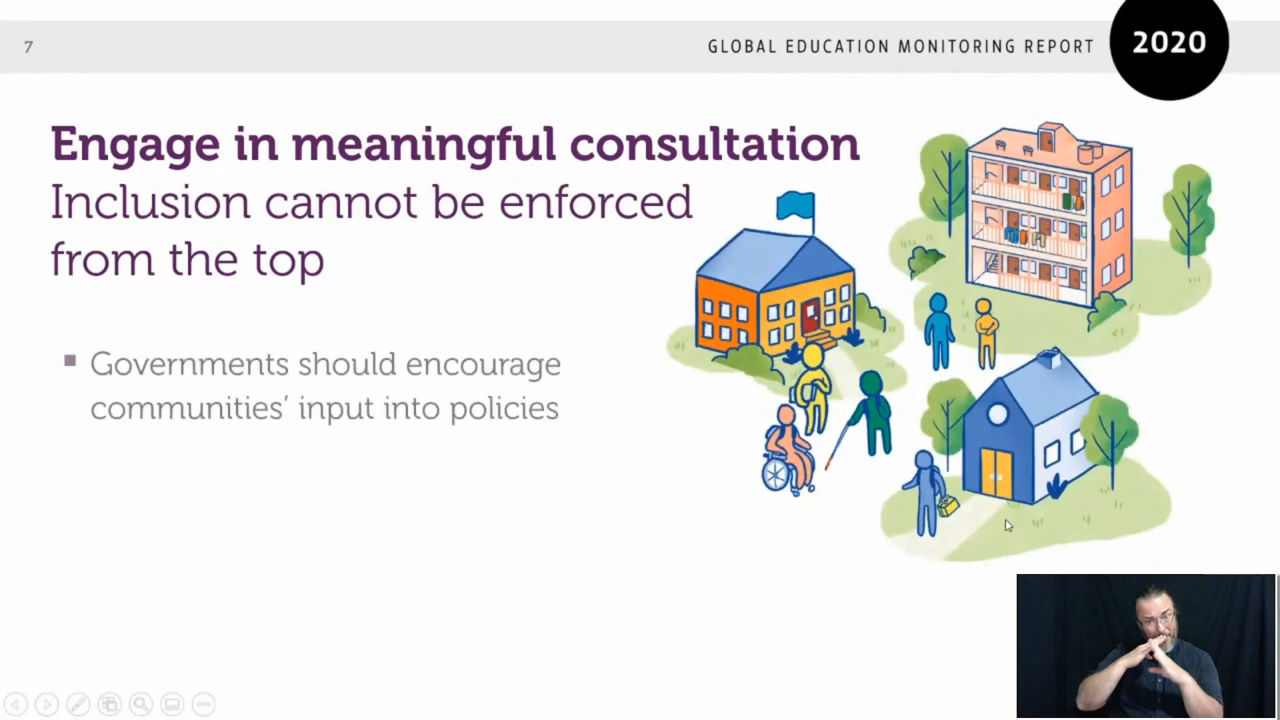 7
GLOBAL EDUCATION MONITORING REPORT
2020
Engage in meaningful consultation
Inclusion cannot be enforced
from the top
Governments should encourage
communities’ input into policies